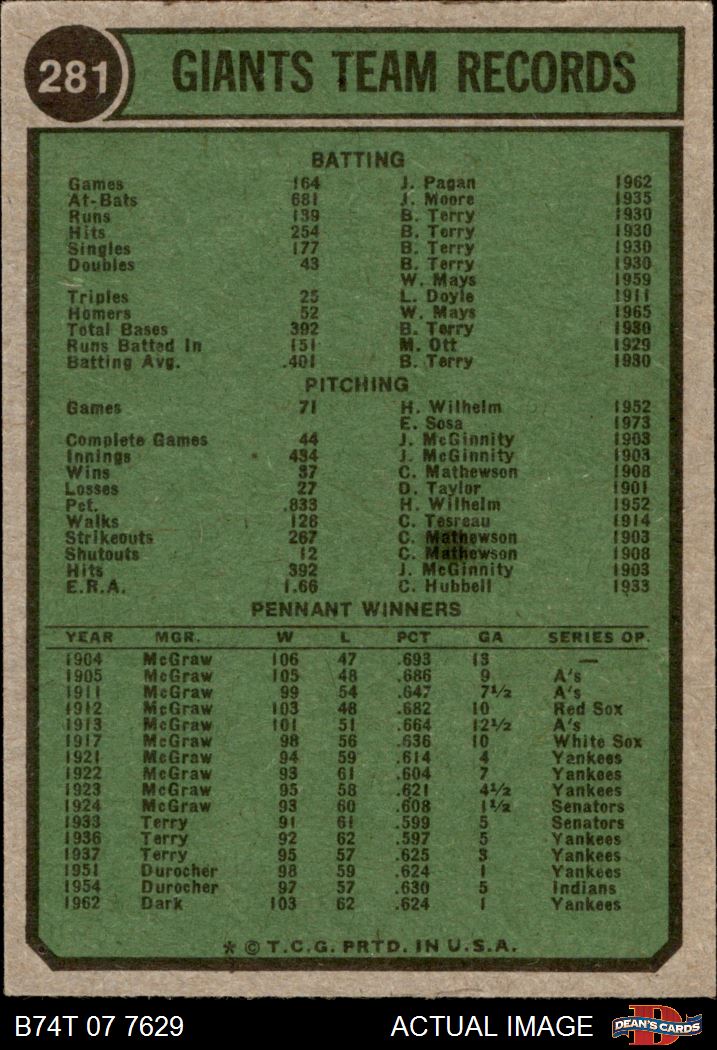 281 GIANTS TEAM RECORDS
BATTING
Games 164 J. Pagan 1962
At-Bats 681 J. Moore 1935
Runs 139 B. Terry 1930
Hits 254 B. Terry 1930
Singles 177 B. Terry 1930
Doubles 43 B. Terry 1930
W. Mays 1959
Triples 25 L. Doyle 1911
Homers 52 W. Mays 1965
Total Bases 392 B. Terry 1930
Runs Batted In 151 M. Ott 1929
Batting Avg. .401 B. Terry 1930
PITCHING
Games 71 H. Wilhelm 1952
E. Sosa 1973
Complete Games 44 J. McGinnity 1903
Innings 434 J. McGinnity 1903
Wins 37 C. Mathewson 1908
Losses 27 D. Taylor 1901
Pct. .833 H. Wilhelm 1952
Walks 128 C. Tesreau 1914
Strikeouts 267 C. Mathewson 1903
Shutouts 12 C. Mathewson 1908
Hits 392 J. McGinnity 1903
E.R.A. 1.66 C. Hubbell 1933
PENNANT WINNERS
YEAR MGR. W L PCT GA SERIES OP.
1904 McGraw 106 47 .693 13 —
1905 McGraw 105 48 .686 9 A's
1911 McGraw 99 54 .647 7½ A's
1912 McGraw 103 48 .682 10 Red Sox
1913 McGraw 101 51 .664 12½ A's
1917 McGraw 98 56 .636 10 White Sox
1921 McGraw 94 59 .614 4 Yankees
1922 McGraw 93 61 .604 7 Yankees
1923 McGraw 95 58 .621 4½ Yankees
1924 McGraw 93 60 .608 1½ Senators
1933 Terry 91 61 .599 5 Senators
1936 Terry 92 62 .597 5 Yankees
1937 Terry 95 57 .625 3 Yankees
1951 Durocher 98 59 .624 1 Yankees
1954 Durocher 97 57 .630 5 Indians
1962 Dark 103 62 .624 1 Yankees
* © T.C.G. PRTD. IN U.S.A.
B74T 07 7629 ACTUAL IMAGE DEAN'S CARDS